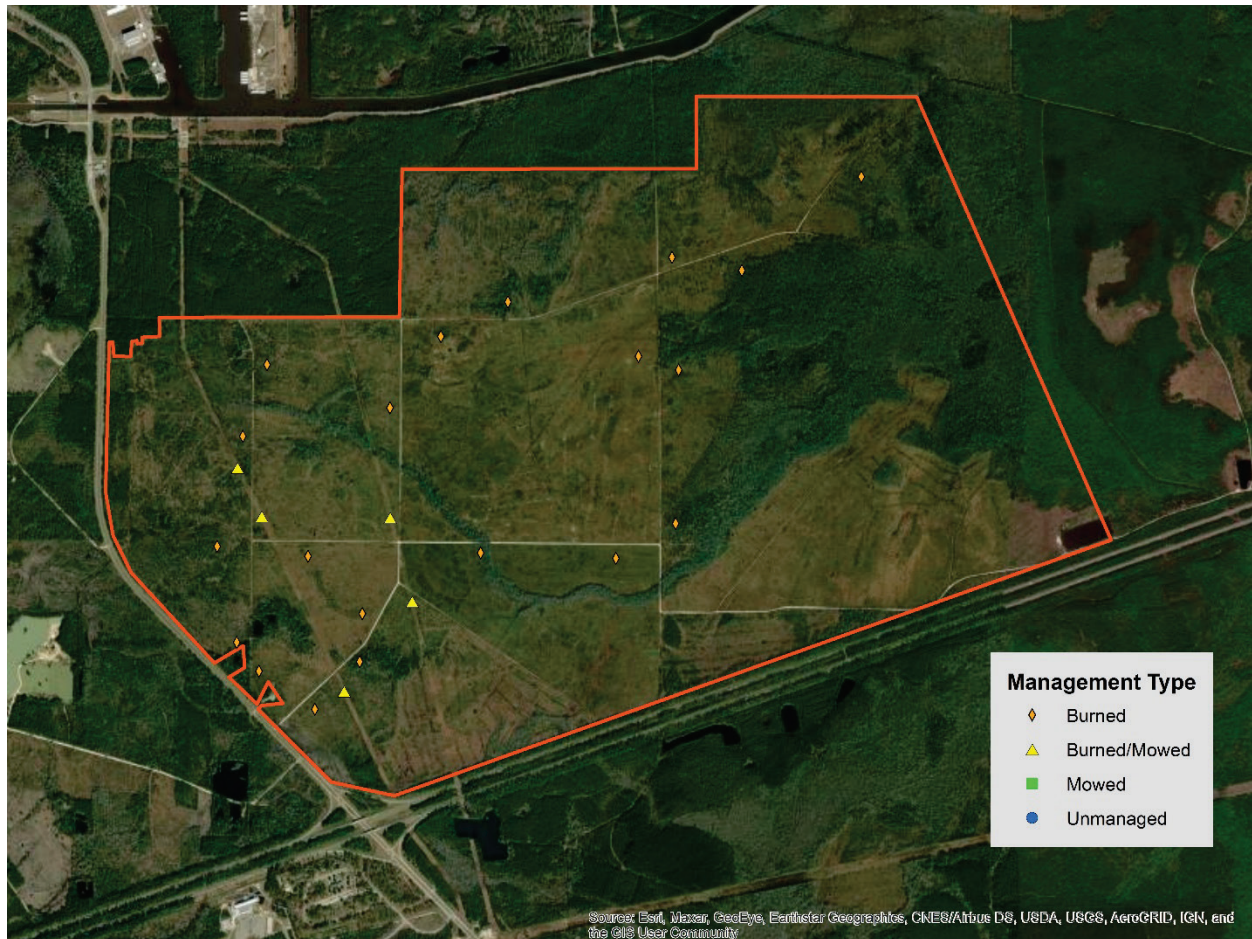 Management Type
Burned
Burned/Mowed
Mowed
Unmanaged
Source: Esri, Maxar, GeoEye, Earthstar Geographics, CNES/Airbus DS, USDA, USGS, AeroGRID, IGN, and
the GIS User Community